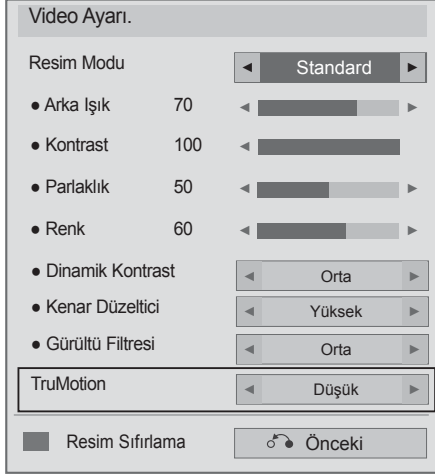 Video Ayarı.
Resim Modu Standard
● Arka Işık 70
● Kontrast 100
● Parlaklık 50
● Renk 60
● Dinamik Kontrast Orta
● Kenar Düzeltici Yüksek
● Gürültü Filtresi Orta
TruMotion Düşük
Resim Sıfırlama Önceki